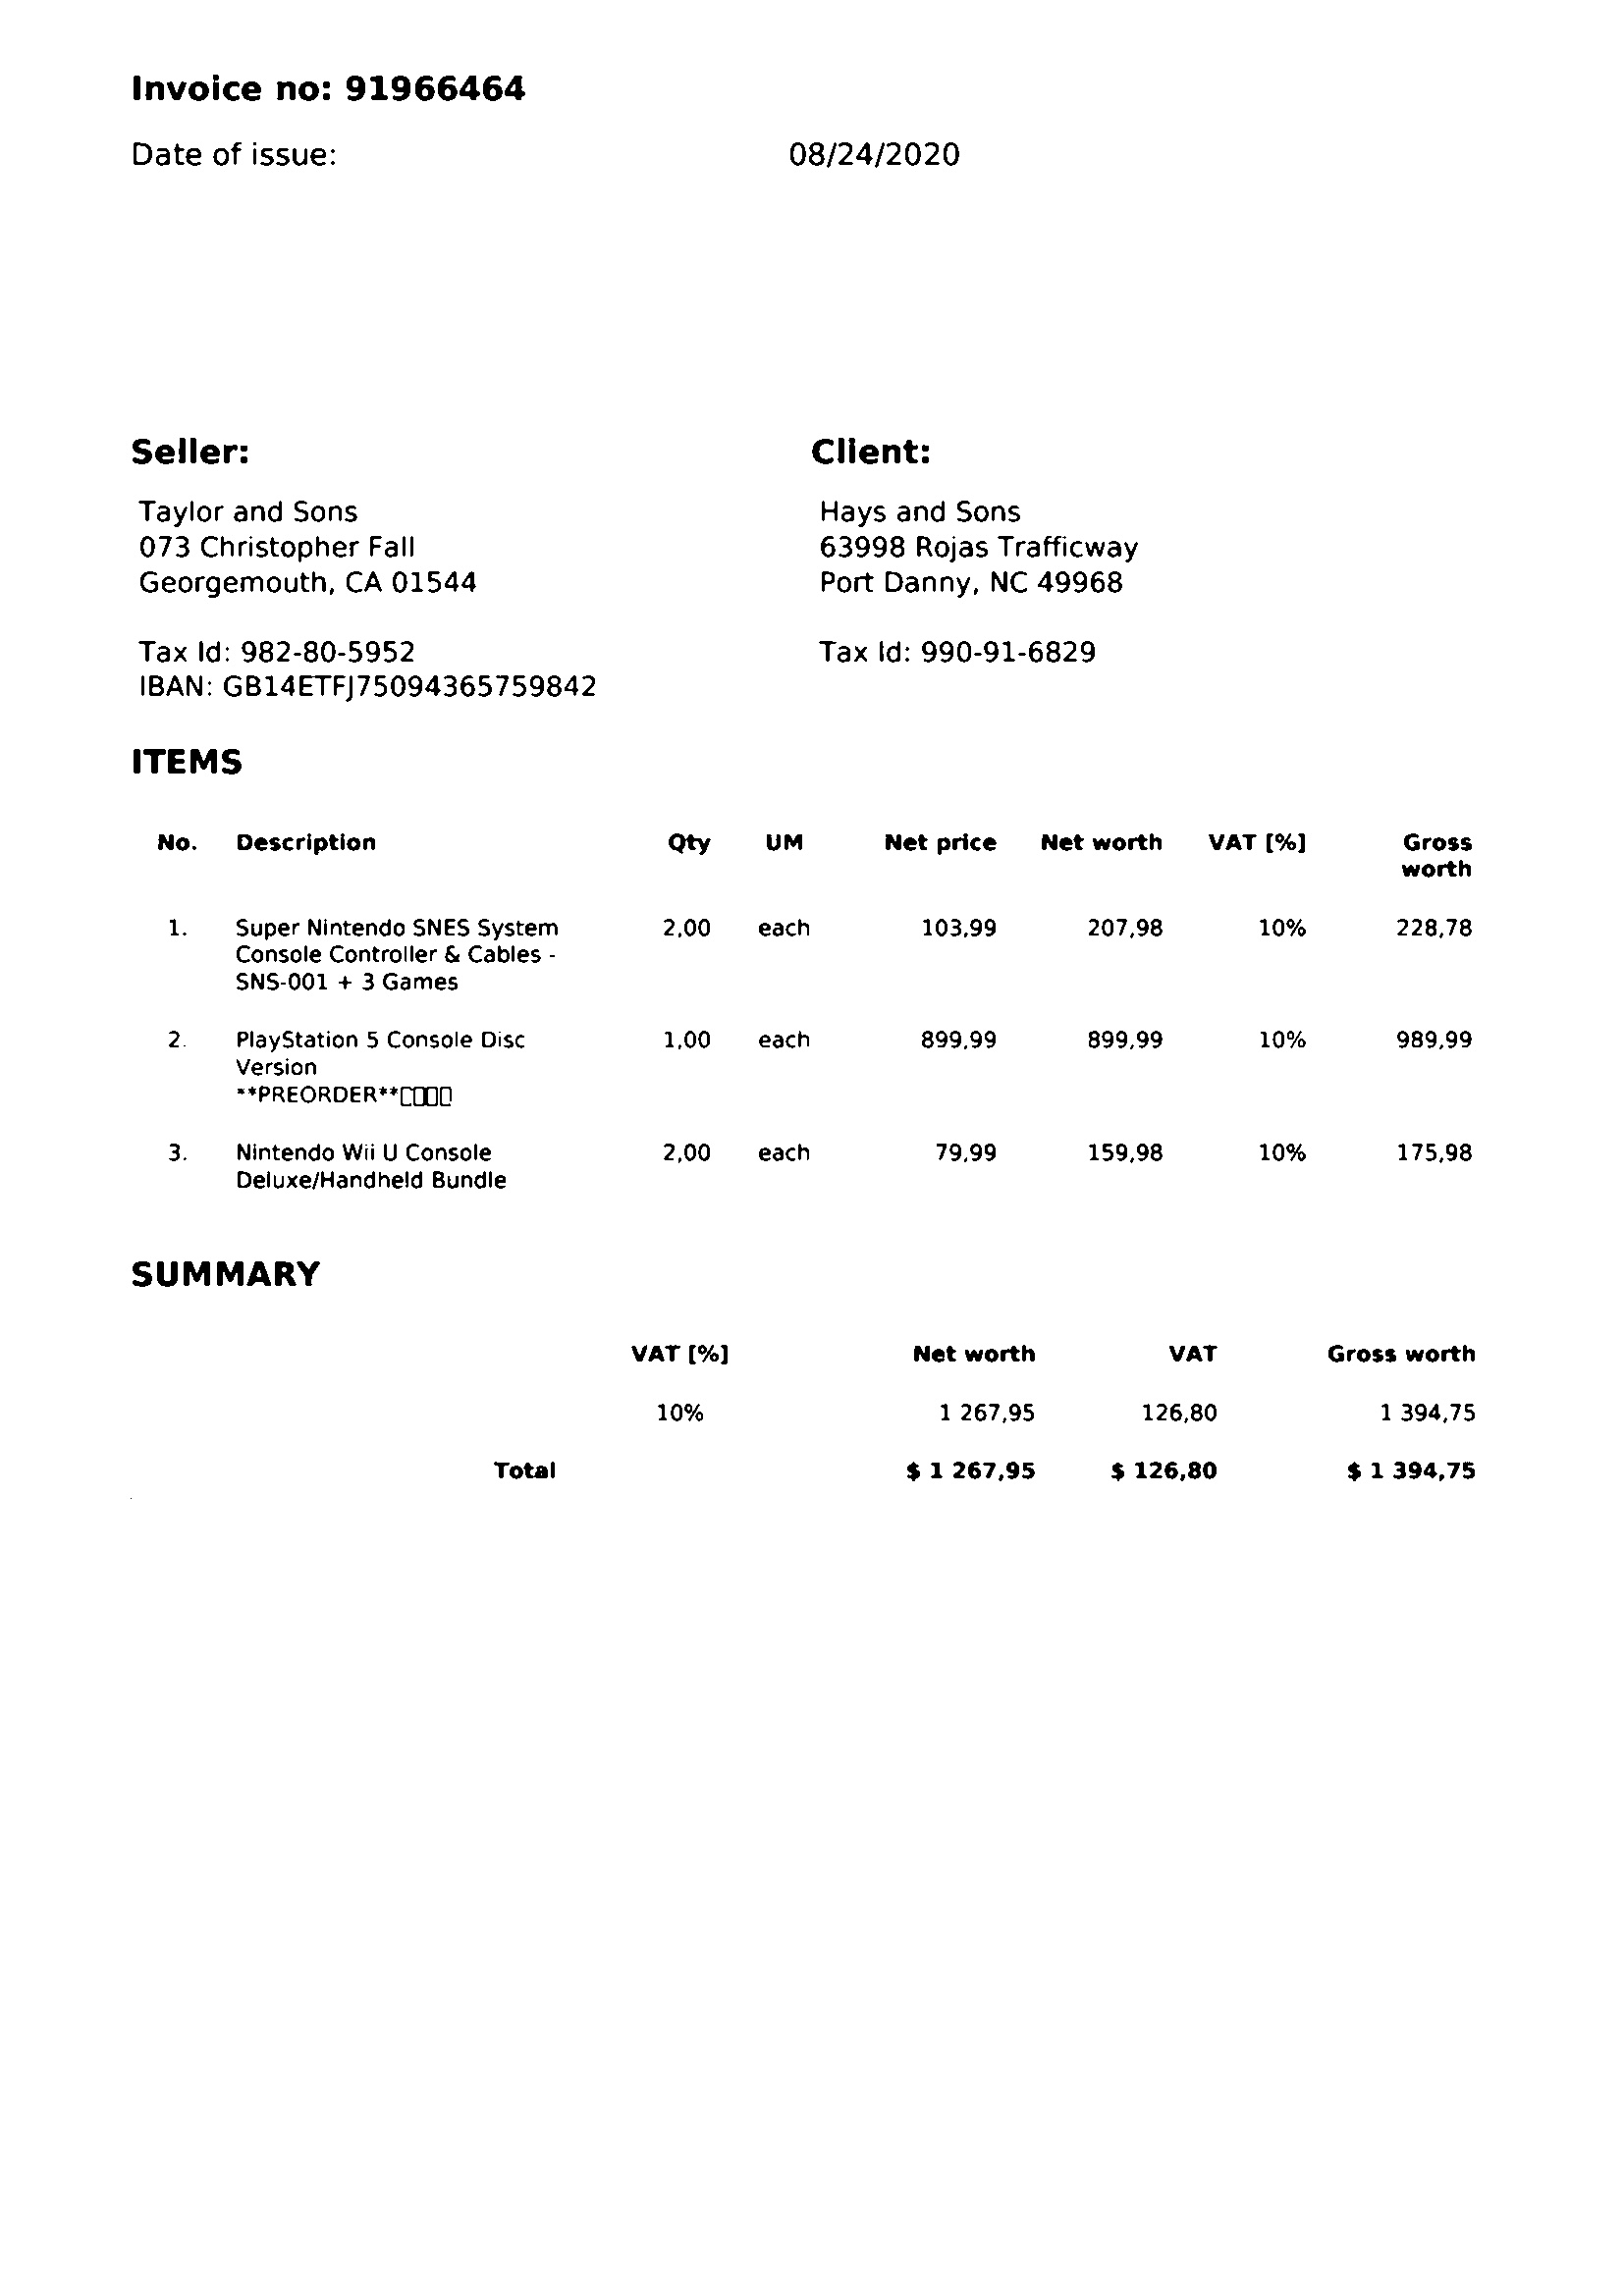 Invoice no: 91966464
Date of issue: 08/24/2020
Seller: Client:
Taylor and Sons Hays and Sons
073 Christopher Fall 63998 Rojas Trafficway
Georgemouth, CA 01544 Port Danny, NC 49968
Tax Id: 982-80-5952 Tax Id: 990-91-6829
IBAN: GB14ETFJ75094365759842
ITEMS
No. Description Qty UM Net price Net worth VAT [%] Gross
worth
1. Super Nintendo SNES System 2,00 each 103,99 207,98 10% 228,78
Console Controller & Cables -
SNS-001 + 3 Games
2. PlayStation 5 Console Disc 1,00 each 899,99 899,99 10% 989,99
Version
**PREORDER**□□□□
3. Nintendo Wii U Console 2,00 each 79,99 159,98 10% 175,98
Deluxe/Handheld Bundle
SUMMARY
VAT [%] Net worth VAT Gross worth
10% 1 267,95 126,80 1 394,75
Total $ 1 267,95 $ 126,80 $ 1 394,75